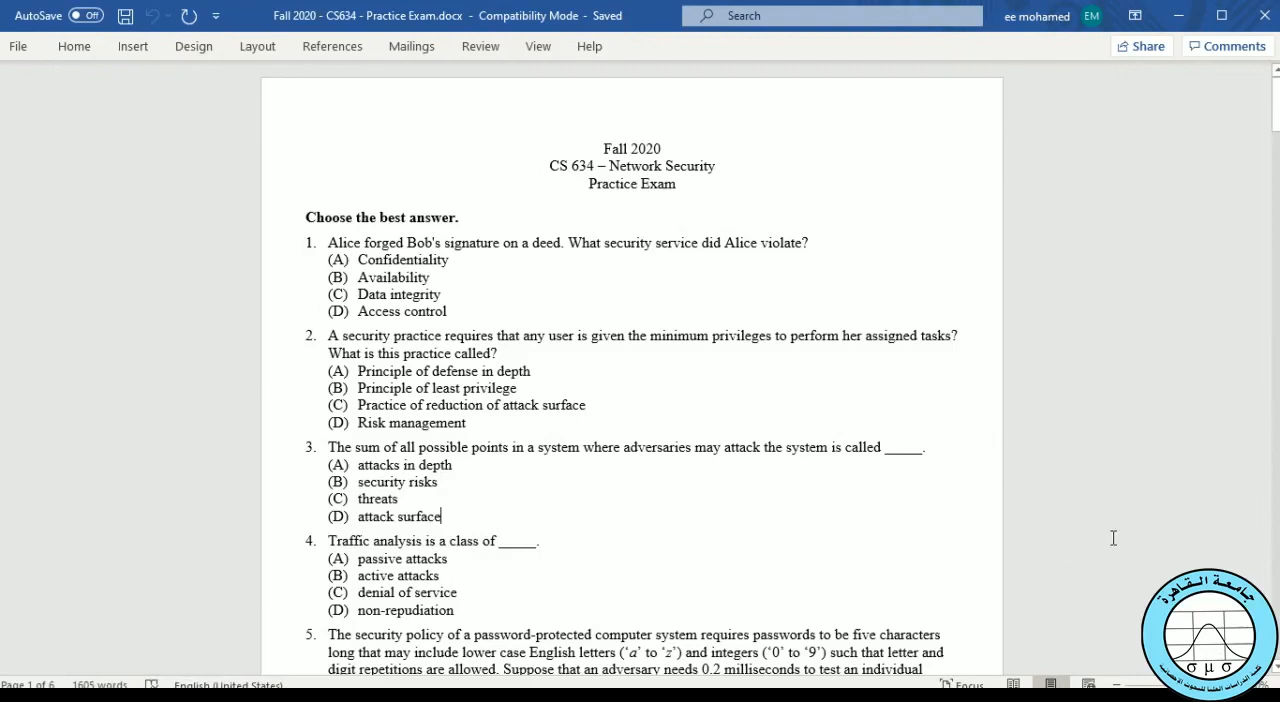 AutoSave Off
Fall 2020 - CS634 - Practice Exam.docx - Compatibility Mode - Saved
Search
ee mohamed EM
File Home Insert Design Layout References Mailings Review View Help
Share Comments
Fall 2020
CS 634 – Network Security
Practice Exam
Choose the best answer.
1. Alice forged Bob's signature on a deed. What security service did Alice violate?
(A) Confidentiality
(B) Availability
(C) Data integrity
(D) Access control
2. A security practice requires that any user is given the minimum privileges to perform her assigned tasks?
What is this practice called?
(A) Principle of defense in depth
(B) Principle of least privilege
(C) Practice of reduction of attack surface
(D) Risk management
3. The sum of all possible points in a system where adversaries may attack the system is called _____.
(A) attacks in depth
(B) security risks
(C) threats
(D) attack surface
4. Traffic analysis is a class of _____.
(A) passive attacks
(B) active attacks
(C) denial of service
(D) non-repudiation
5. The security policy of a password-protected computer system requires passwords to be five characters
long that may include lower case English letters (‘a’ to ‘z’) and integers (‘0’ to ‘9’) such that letter and
digit repetitions are allowed. Suppose that an adversary needs 0.2 milliseconds to test an individual
Page 1 of 6 1605 words English (United States)
Focus
جامعة القاهرة
σ μ σ